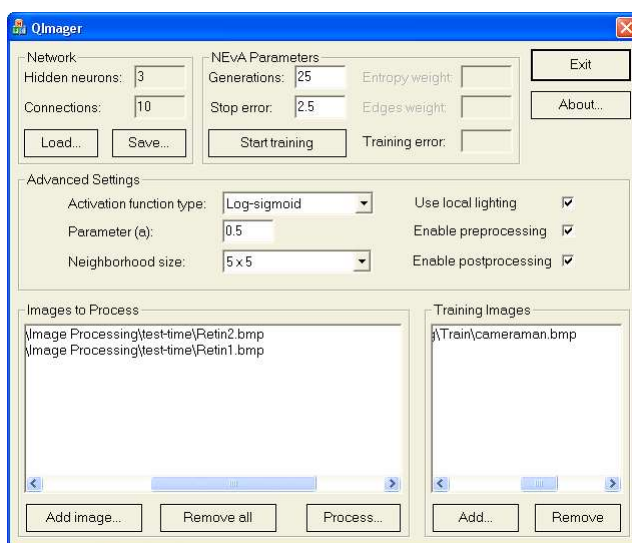 QImager
Network
Hidden neurons: 3
Connections: 10
Load... Save...
NEvA Parameters
Generations: 25 Entropy weight:
Stop error: 2.5 Edges weight:
Start training Training error:
Exit
About...
Advanced Settings
Activation function type: Log-sigmoid Use local lighting
Parameter (a): 0.5 Enable preprocessing
Neighborhood size: 5 x 5 Enable postprocessing
Images to Process
\Image Processing\test-time\Retin2.bmp
\Image Processing\test-time\Retin1.bmp
Add image... Remove all Process...
Training Images
g\Train\cameraman.bmp
Add... Remove